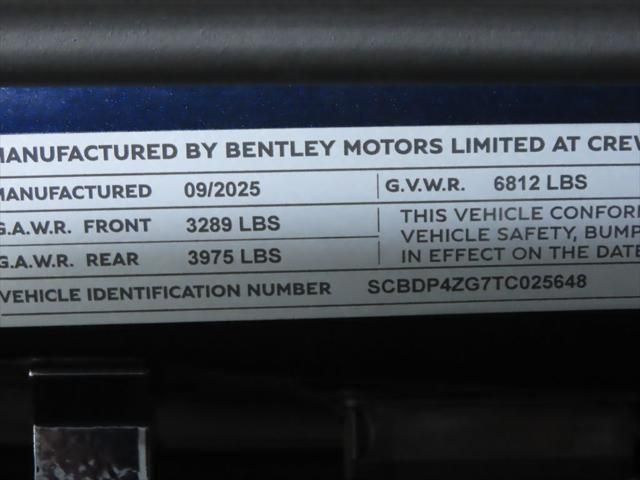 MANUFACTURED BY BENTLEY MOTORS LIMITED AT CREW
MANUFACTURED 09/2025 G.V.W.R. 6812 LBS
G.A.W.R. FRONT 3289 LBS
G.A.W.R. REAR 3975 LBS
THIS VEHICLE CONFOR
VEHICLE SAFETY, BUMP
IN EFFECT ON THE DATE
VEHICLE IDENTIFICATION NUMBER SCBDP4ZG7TC025648